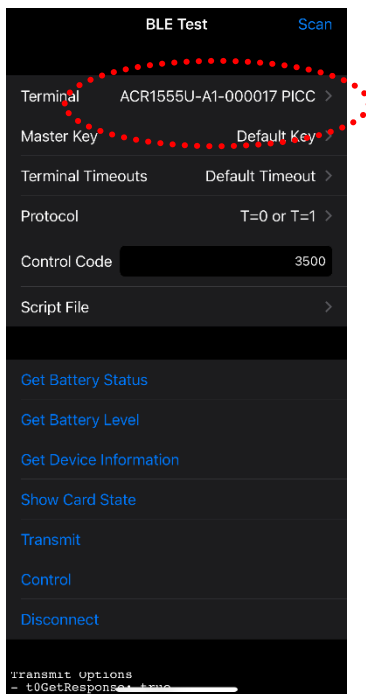 BLE Test Scan
Terminal ACR1555U-A1-000017 PICC
Master Key Default Key
Terminal Timeouts Default Timeout
Protocol T=0 or T=1
Control Code 3500
Script File
Get Battery Status
Get Battery Level
Get Device Information
Show Card State
Transmit
Control
Disconnect
Transmit Options
- t0GetResponse: true